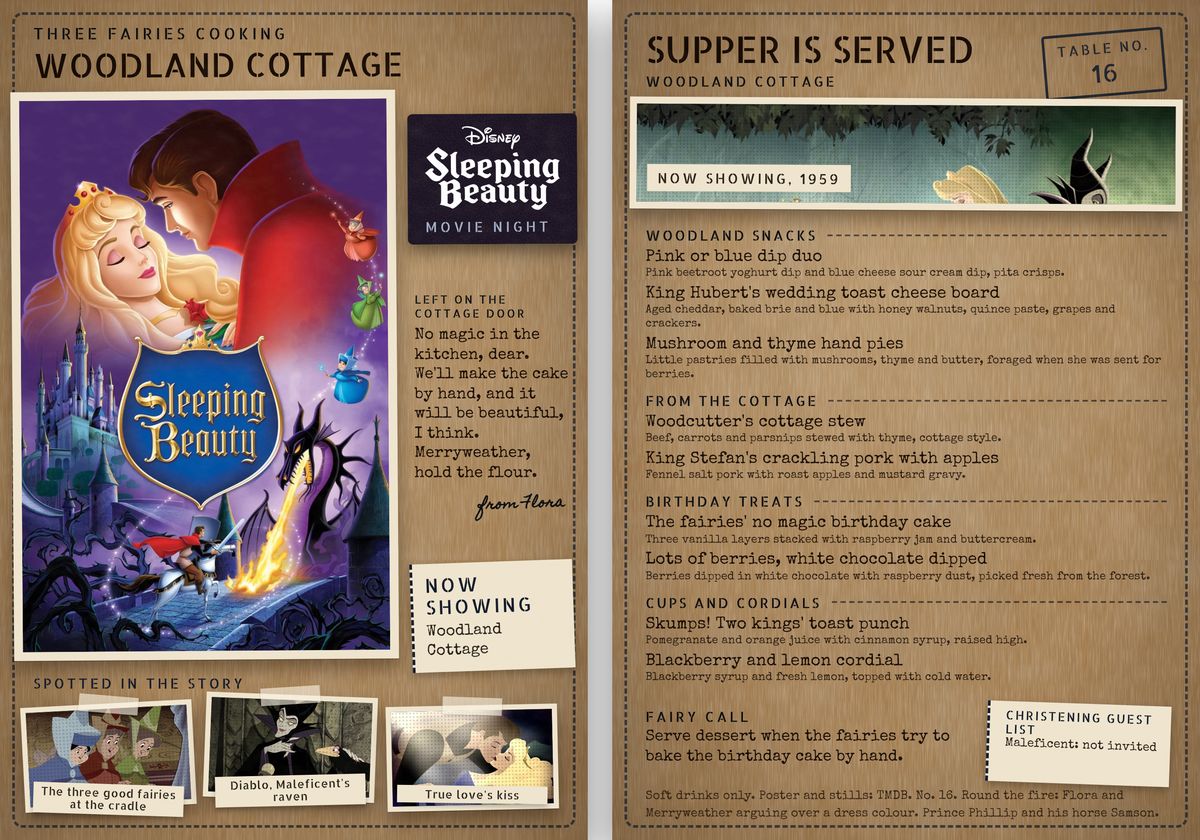 THREE FAIRIES COOKING
WOODLAND COTTAGE
Sleeping
Beauty
Disney
Sleeping
Beauty
MOVIE NIGHT
LEFT ON THE
COTTAGE DOOR
No magic in the
kitchen, dear.
We'll make the cake
by hand, and it
will be beautiful,
I think.
Merryweather,
hold the flour.
from Flora
NOW
SHOWING
Woodland
Cottage
SPOTTED IN THE STORY
The three good fairies
at the cradle
Diablo, Maleficent's
raven
True love's kiss
SUPPER IS SERVED
WOODLAND COTTAGE
TABLE NO.
16
NOW SHOWING, 1959
WOODLAND SNACKS
Pink or blue dip duo
Pink beetroot yoghurt dip and blue cheese sour cream dip, pita crisps.
King Hubert's wedding toast cheese board
Aged cheddar, baked brie and blue with honey walnuts, quince paste, grapes and
crackers.
Mushroom and thyme hand pies
Little pastries filled with mushrooms, thyme and butter, foraged when she was sent for
berries.
FROM THE COTTAGE
Woodcutter's cottage stew
Beef, carrots and parsnips stewed with thyme, cottage style.
King Stefan's crackling pork with apples
Fennel salt pork with roast apples and mustard gravy.
BIRTHDAY TREATS
The fairies' no magic birthday cake
Three vanilla layers stacked with raspberry jam and buttercream.
Lots of berries, white chocolate dipped
Berries dipped in white chocolate with raspberry dust, picked fresh from the forest.
CUPS AND CORDIALS
Skumps! Two kings' toast punch
Pomegranate and orange juice with cinnamon syrup, raised high.
Blackberry and lemon cordial
Blackberry syrup and fresh lemon, topped with cold water.
FAIRY CALL
Serve dessert when the fairies try to
bake the birthday cake by hand.
CHRISTENING GUEST
LIST
Maleficent: not invited
Soft drinks only. Poster and stills: TMDB. No. 16. Round the fire: Flora and
Merryweather arguing over a dress colour. Prince Phillip and his horse Samson.